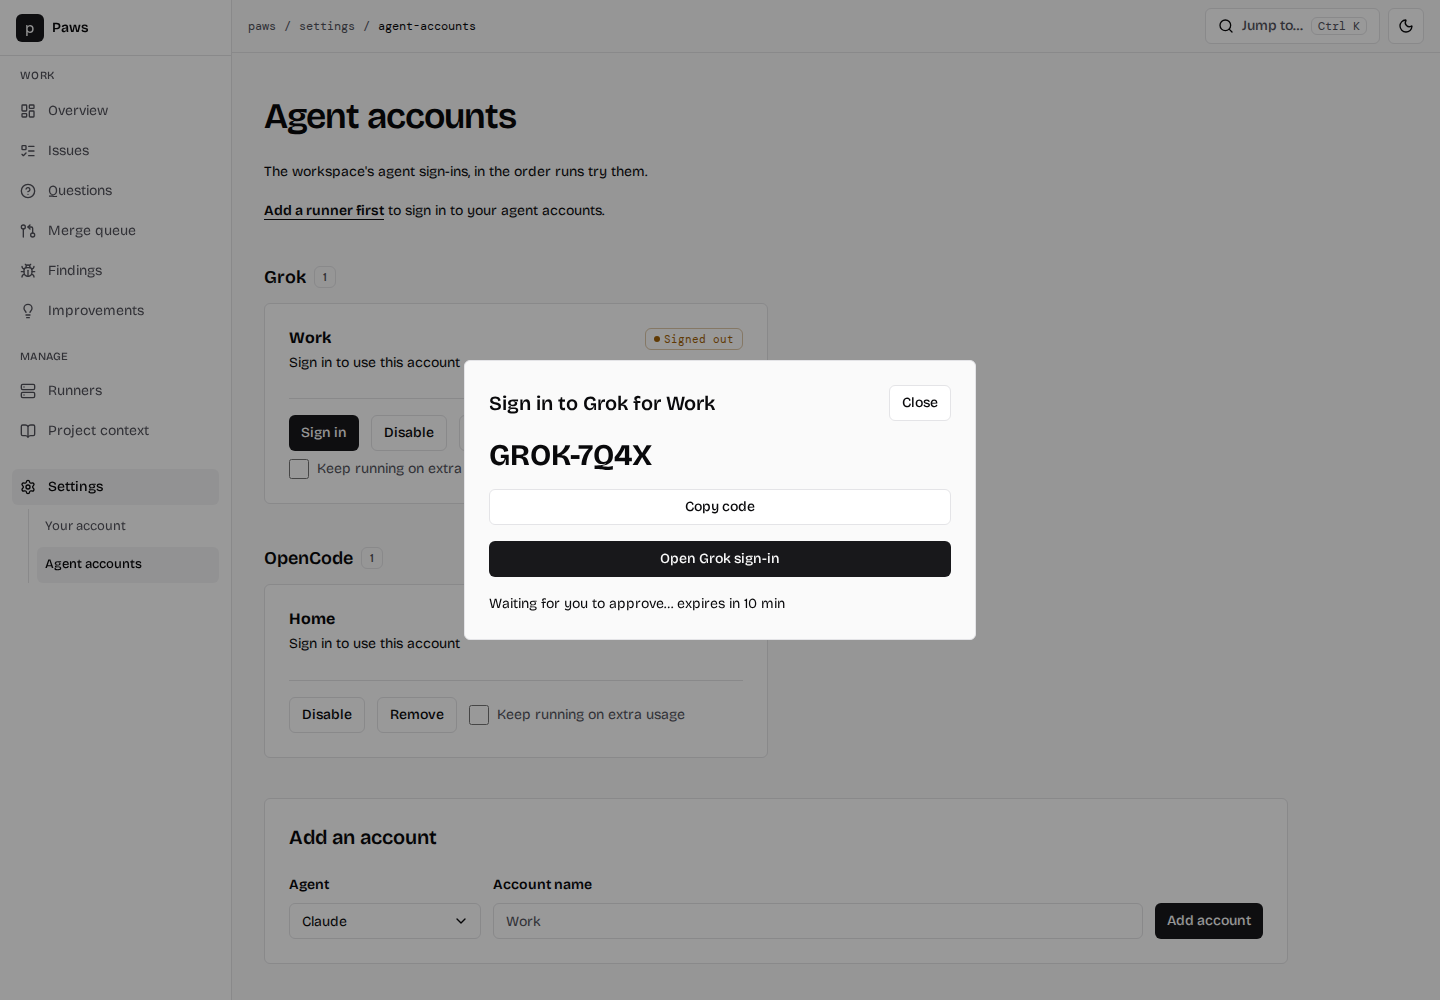 p Paws
paws / settings / agent-accounts
Jump to... Ctrl K
WORK
Overview
Issues
Questions
Merge queue
Findings
Improvements
MANAGE
Runners
Project context
Settings
Your account
Agent accounts
Agent accounts
The workspace's agent sign-ins, in the order runs try them.
Add a runner first to sign in to your agent accounts.
Grok 1
Work
Signed out
Sign in to use this account
Sign in Disable
Keep running on extra
Sign in to Grok for Work
Close
GROK-7Q4X
Copy code
Open Grok sign-in
Waiting for you to approve... expires in 10 min
OpenCode 1
Home
Sign in to use this account
Disable Remove Keep running on extra usage
Add an account
Agent Account name
Claude Work Add account